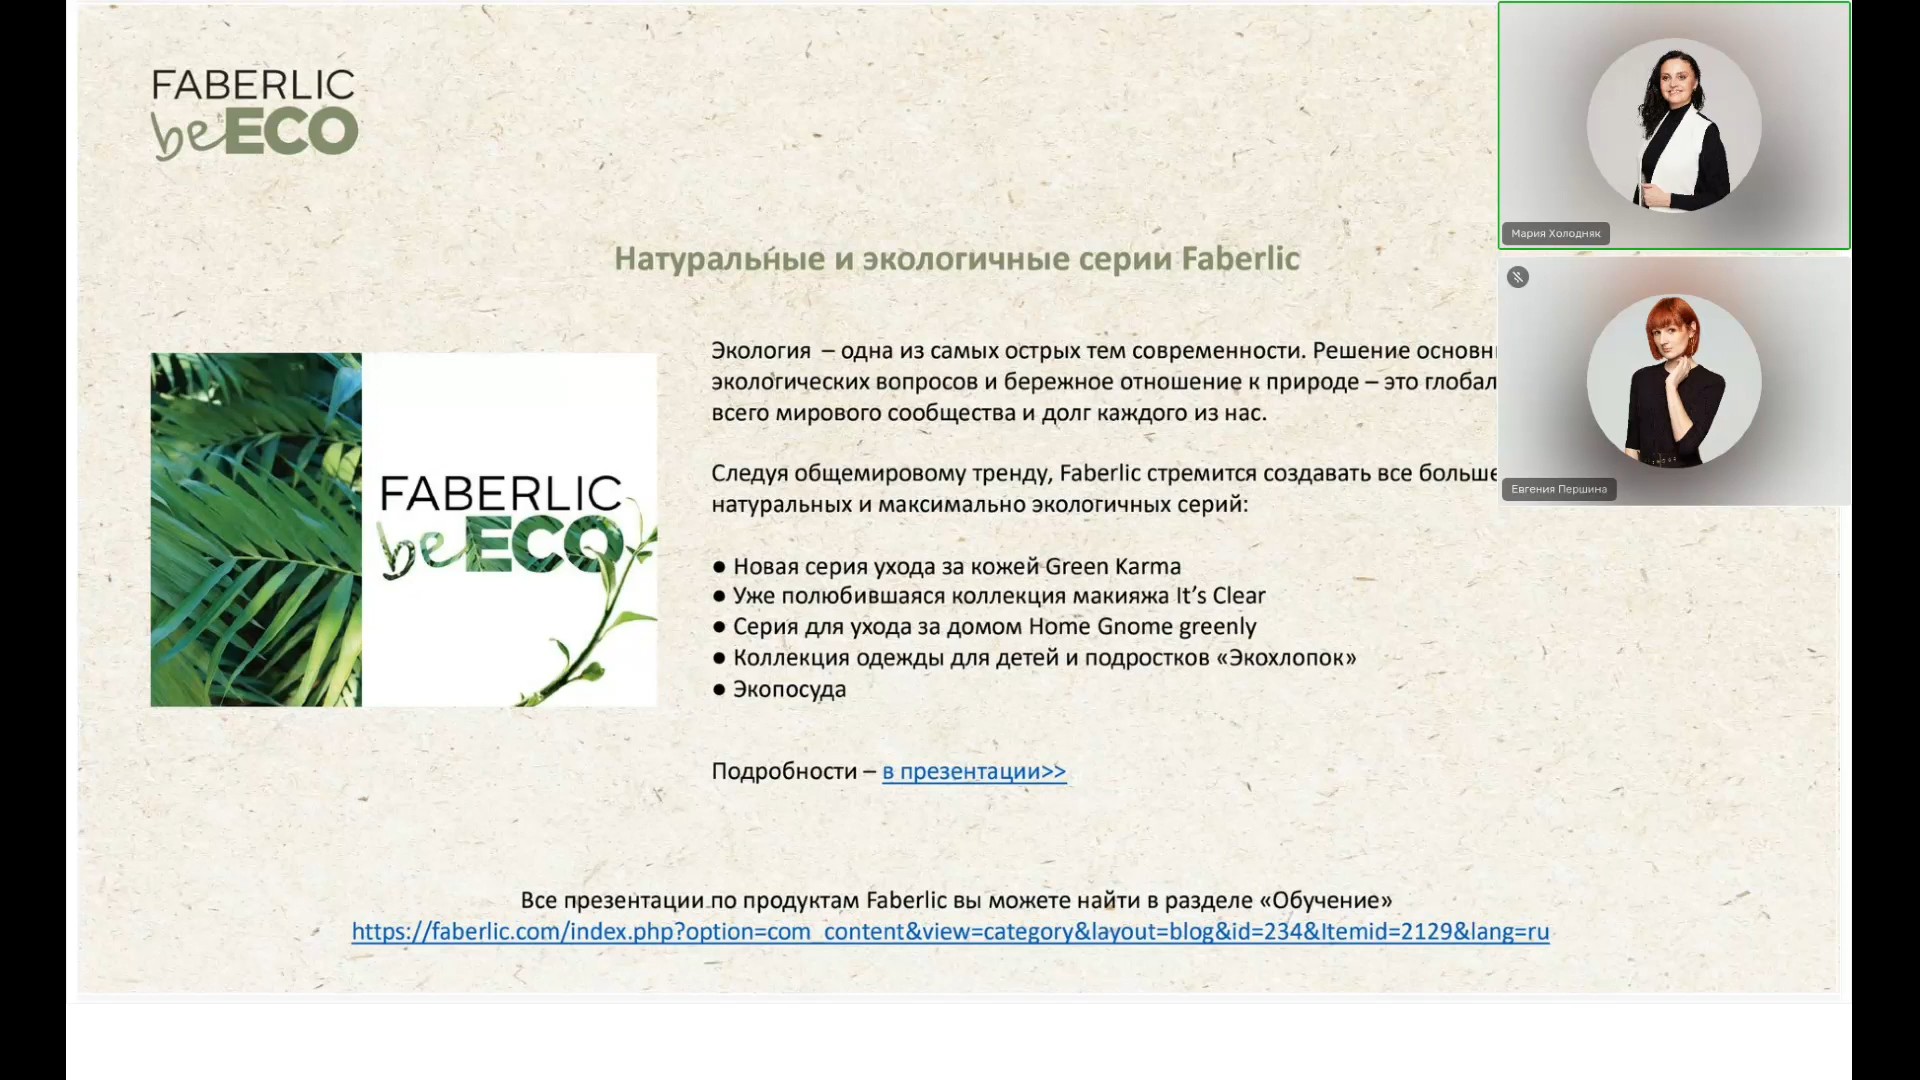 FABERLIC
beECO
Натуральные и экологичные серии Faberlic
Экология – одна из самых острых тем современности. Решение основн
экологических вопросов и бережное отношение к природе – это глобал
всего мирового сообщества и долг каждого из нас.
Следуя общемировому тренду, Faberlic стремится создавать все больше
натуральных и максимально экологичных серий:
● Новая серия ухода за кожей Green Karma
● Уже полюбившаяся коллекция макияжа It’s Clear
● Серия для ухода за домом Home Gnome greenly
● Коллекция одежды для детей и подростков «Экохлопок»
● Экопосуда
FABERLIC
beECO
Подробности – в презентации>>
Все презентации по продуктам Faberlic вы можете найти в разделе «Обучение»
https://faberlic.com/index.php?option=com_content&view=category&layout=blog&id=234&Itemid=2129&lang=ru
Мария Холодняк
Евгения Першина